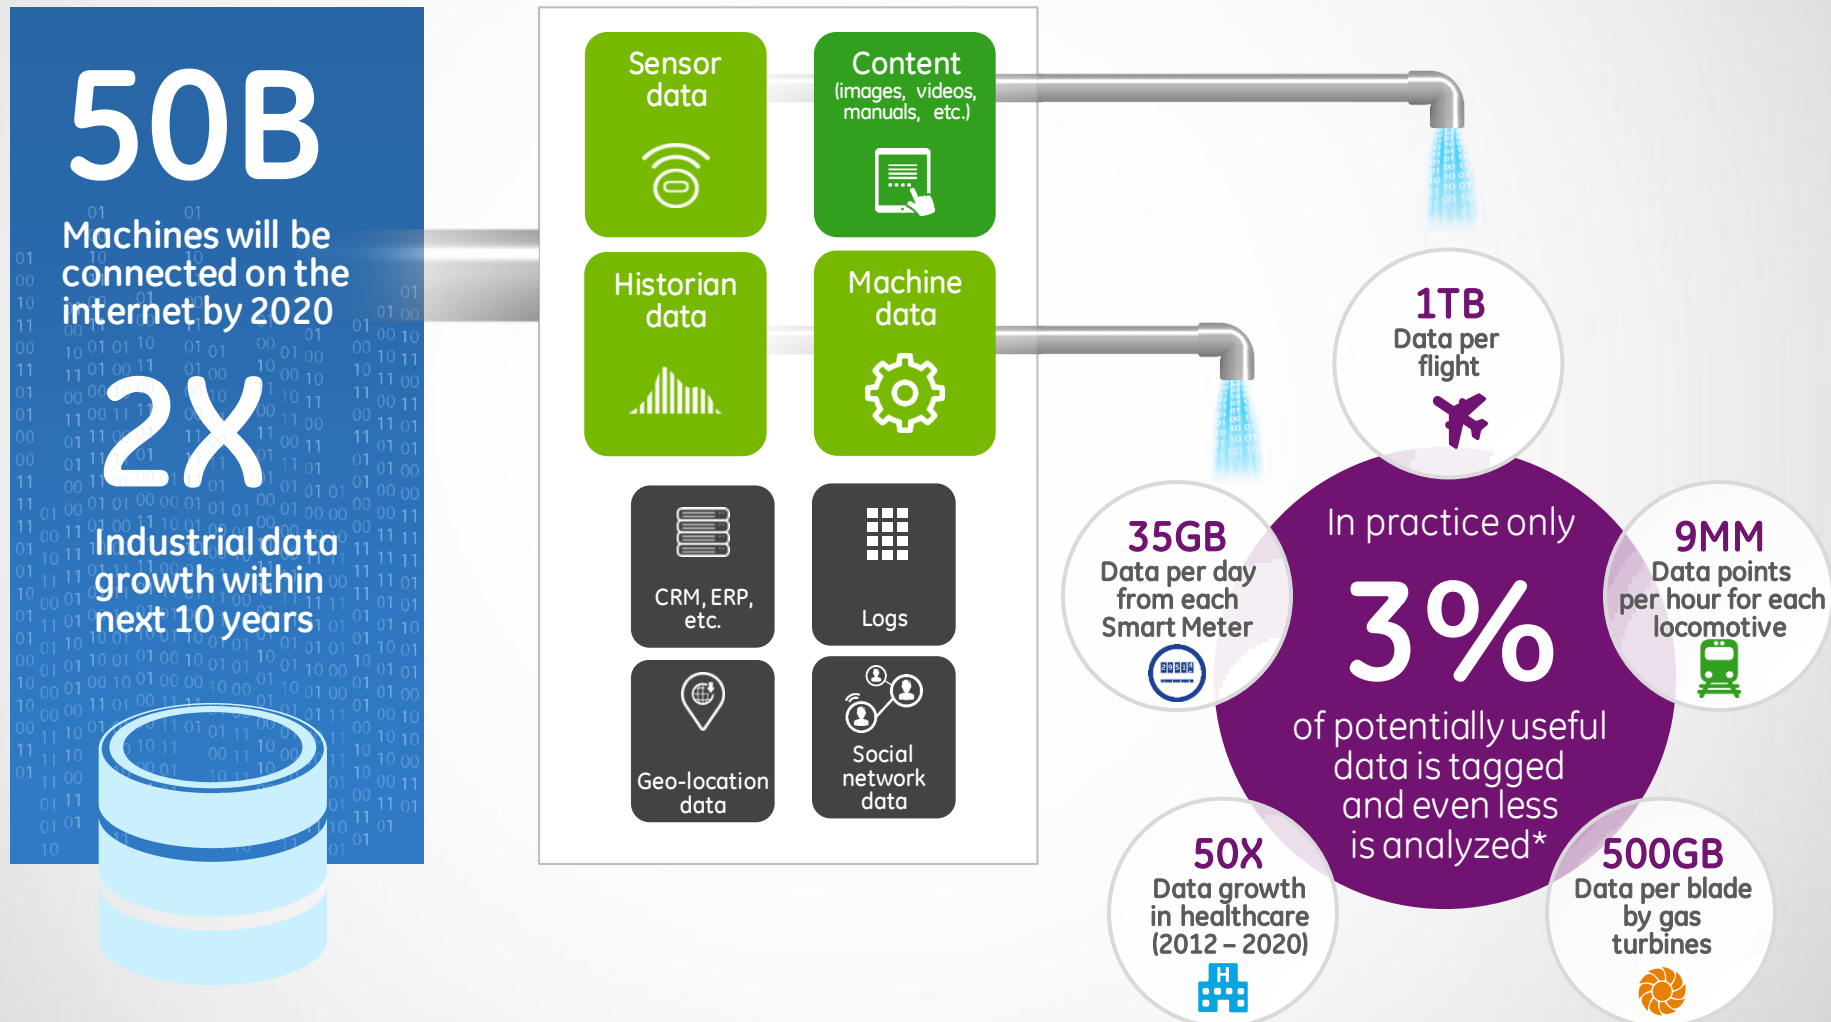 50B
Machines will be
connected on the
internet by 2020
2X
Industrial data
growth within
next 10 years
Sensor
data
Content
(images, videos,
manuals, etc.)
Historian
data
Machine
data
CRM, ERP,
etc.
Logs
Geo-location
data
Social
network
data
1TB
Data per
flight
35GB
Data per day
from each
Smart Meter
In practice only
3%
of potentially useful
data is tagged
and even less
is analyzed*
9MM
Data points
per hour for each
locomotive
50X
Data growth
in healthcare
(2012 – 2020)
H
500GB
Data per blade
by gas
turbines